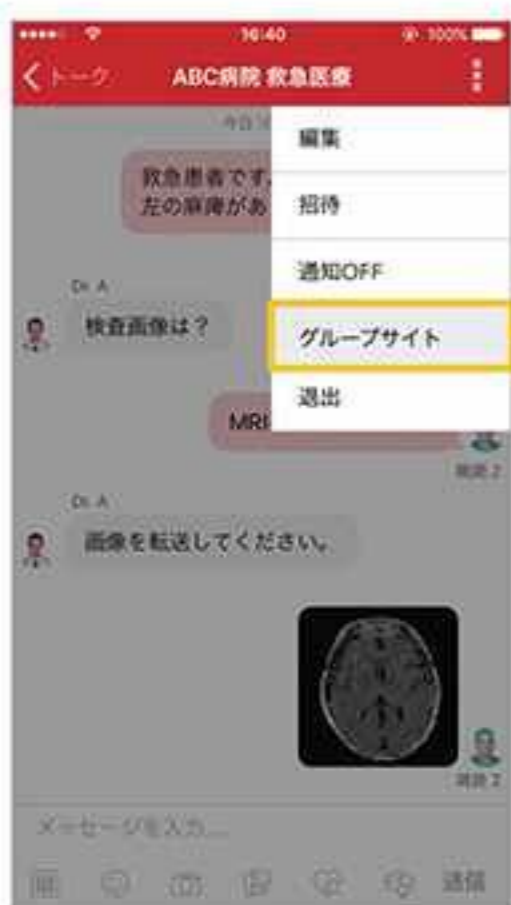 16:40
100%
トーク
ABC病院 救急医療
編集
招待
通知OFF
グループサイト
退出
救急患者です。
左の麻痺があ
Dr. A
検査画像は？
MRI
既読 2
Dr. A
画像を転送してください。
既読 2
メッセージを入力...
送信